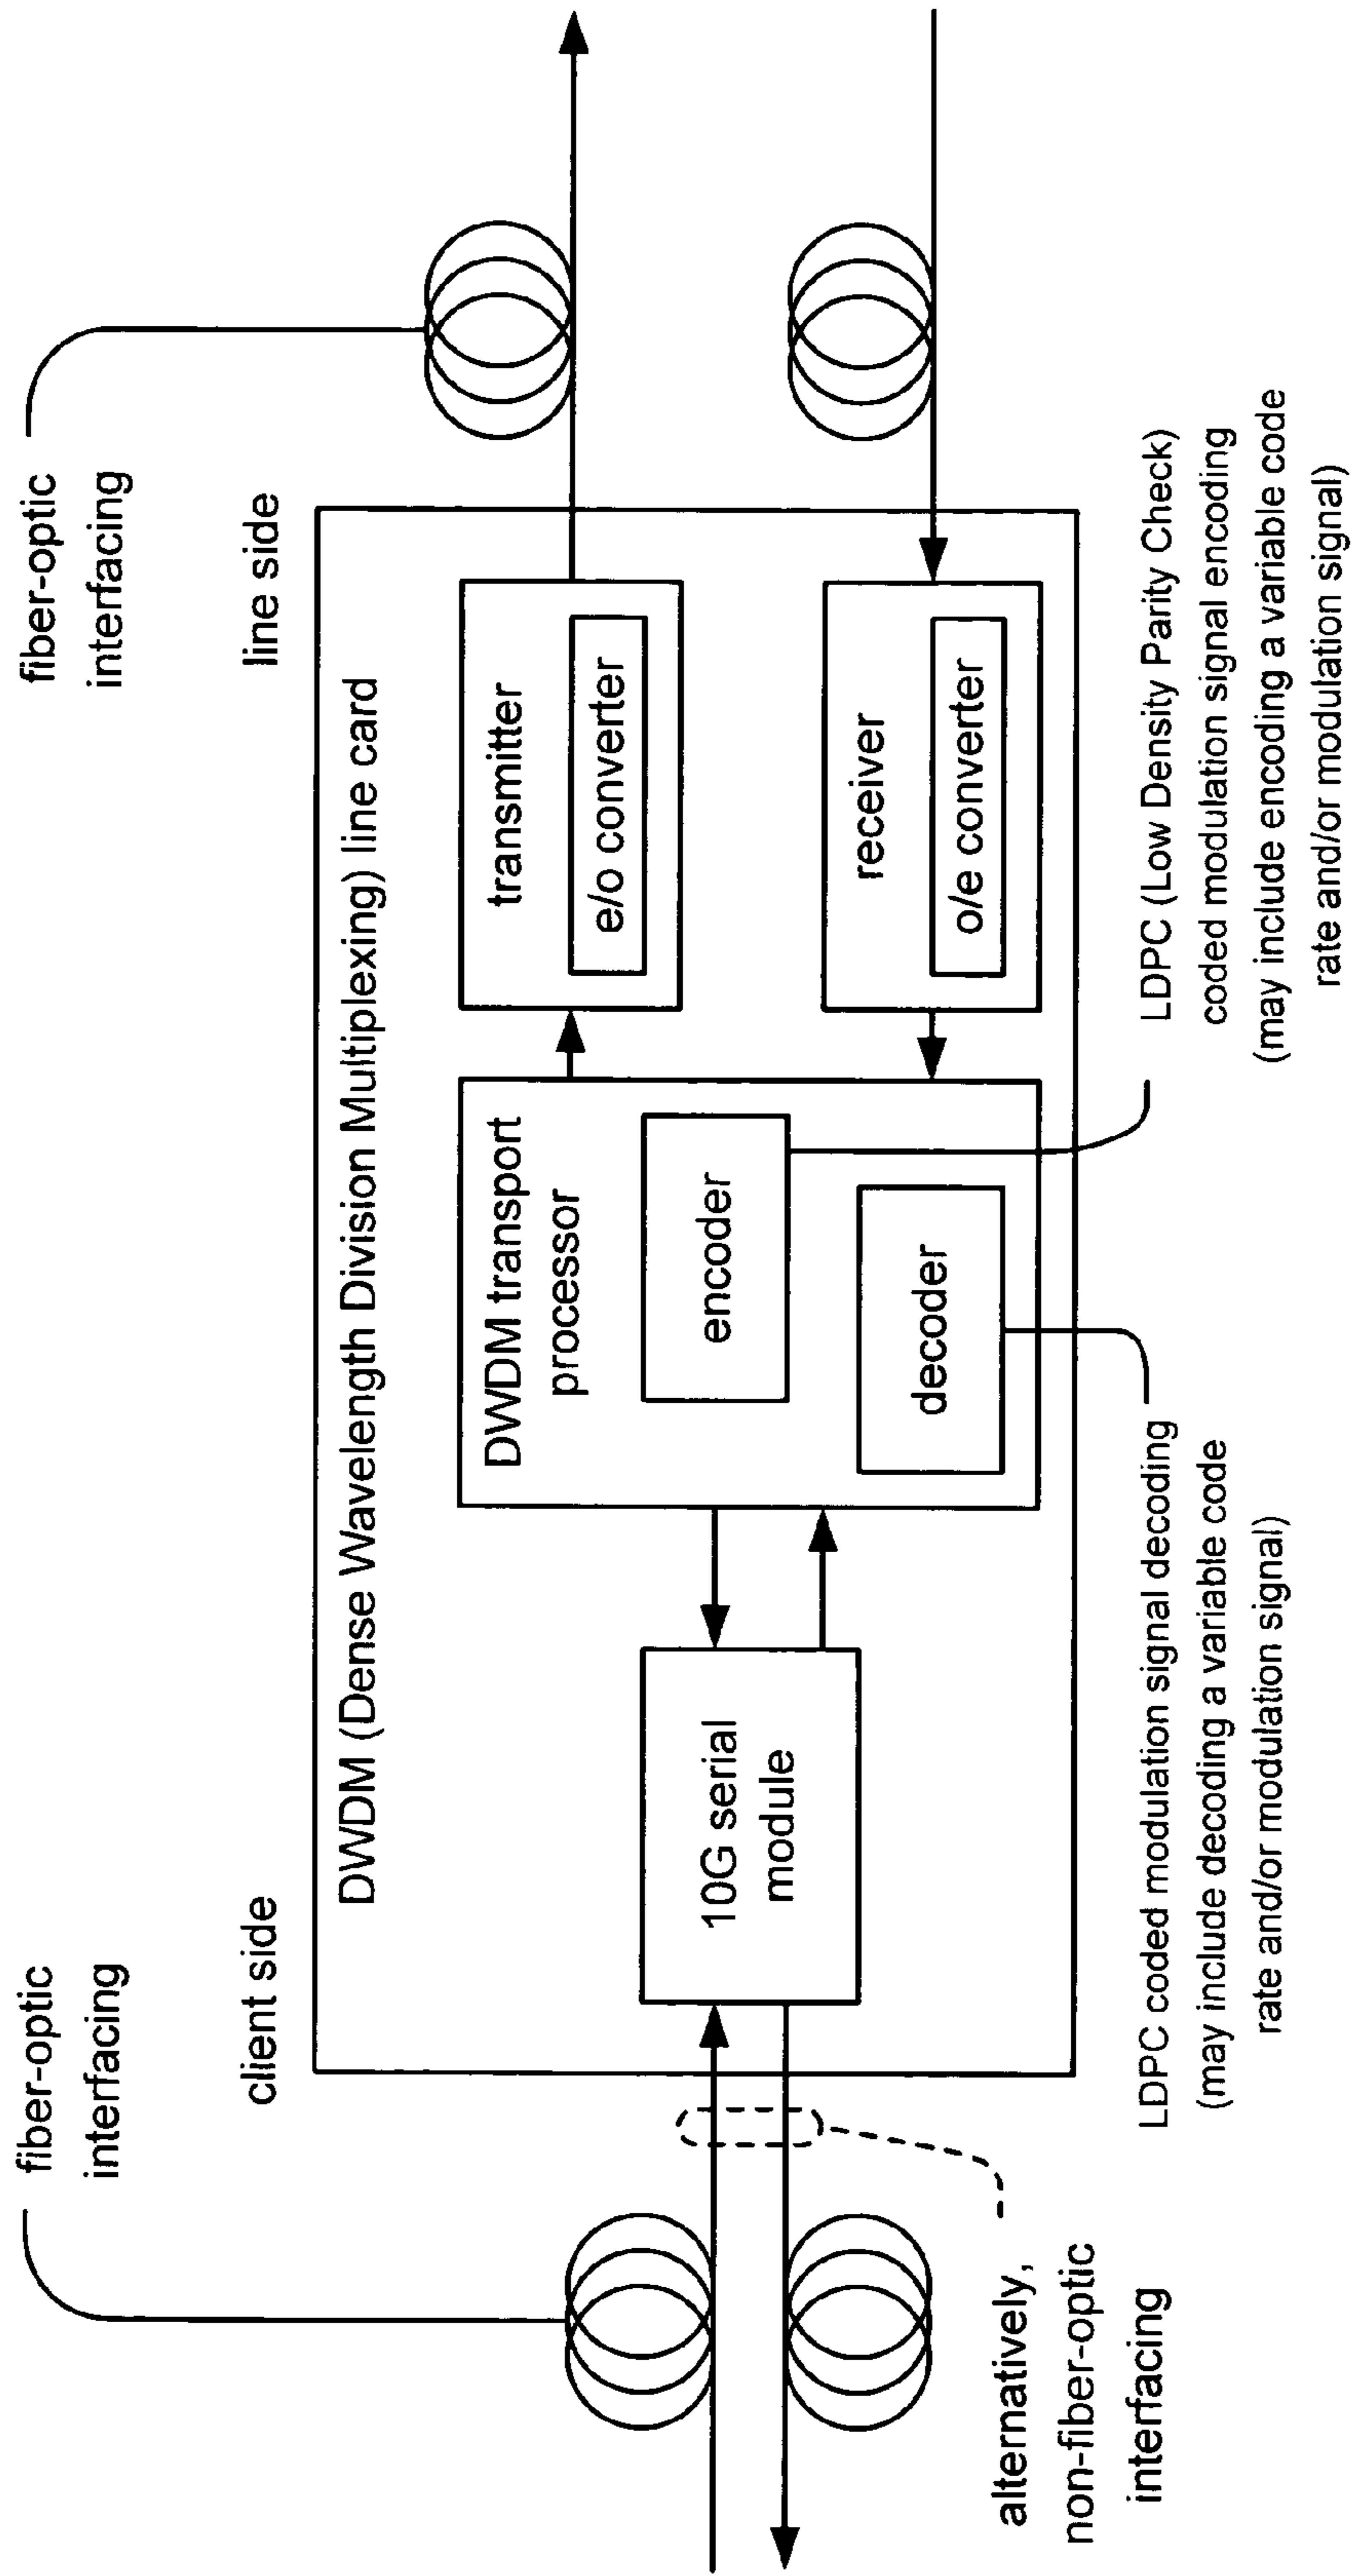 fiber-optic
interfacing
fiber-optic
interfacing
client side
line side
DWDM (Dense Wavelength Division Multiplexing) line card
10G serial
module
DWDM transport
processor
encoder
decoder
transmitter
e/o converter
receiver
o/e converter
alternatively,
non-fiber-optic
interfacing
LDPC coded modulation signal decoding
(may include decoding a variable code
rate and/or modulation signal)
LDPC (Low Density Parity Check)
coded modulation signal encoding
(may include encoding a variable code
rate and/or modulation signal)